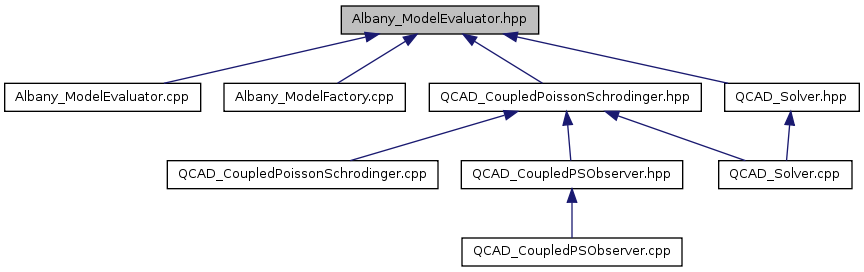 Albany_ModelEvaluator.hpp
Albany_ModelEvaluator.cpp
Albany_ModelFactory.cpp
QCAD_CoupledPoissonSchrodinger.hpp
QCAD_Solver.hpp
QCAD_CoupledPoissonSchrodinger.cpp
QCAD_CoupledPSObserver.hpp
QCAD_Solver.cpp
QCAD_CoupledPSObserver.cpp